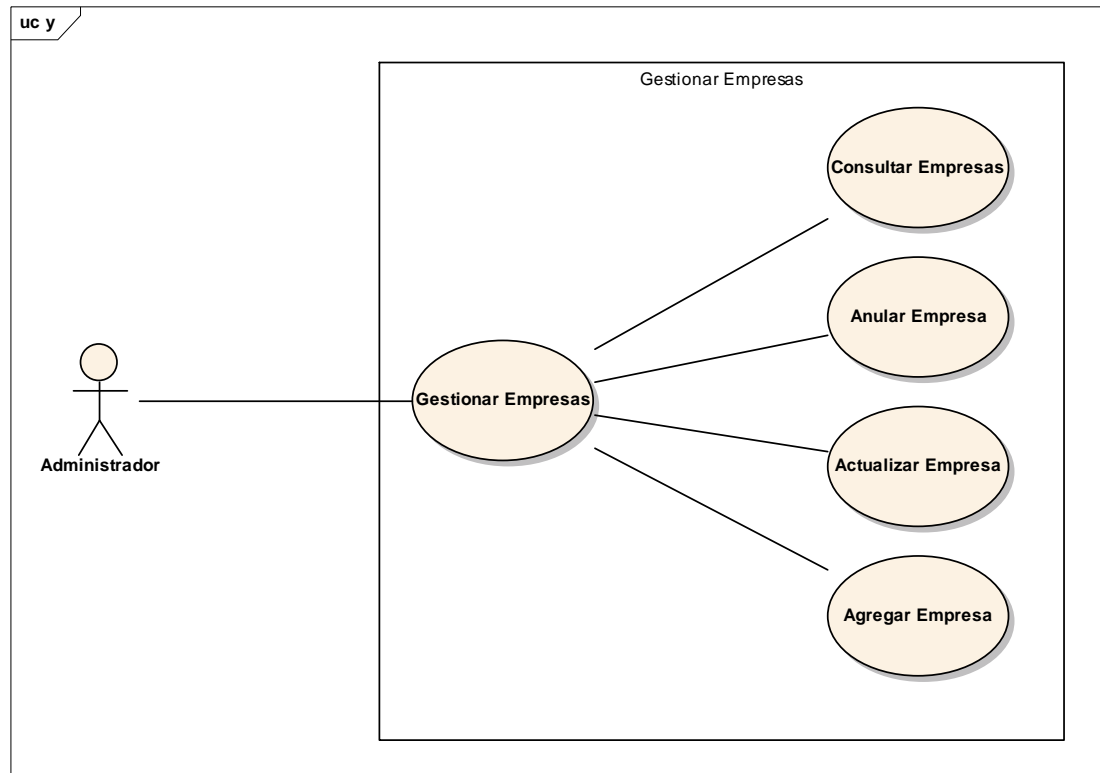 uc y
Gestionar Empresas
Consultar Empresas
Anular Empresa
Gestionar Empresas
Administrador
Actualizar Empresa
Agregar Empresa